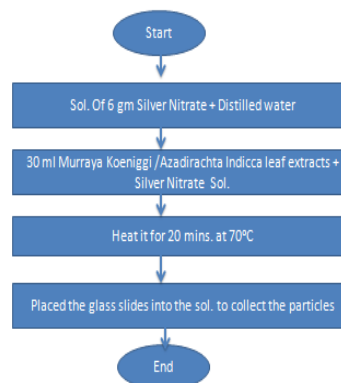 Start
Sol. Of 6 gm Silver Nitrate + Distilled water
30 ml Murraya Koeniggi /Azadirachta Indicca leaf extracts +
Silver Nitrate Sol.
Heat it for 20 mins. at 70ºC
Placed the glass slides into the sol. to collect the particles
End